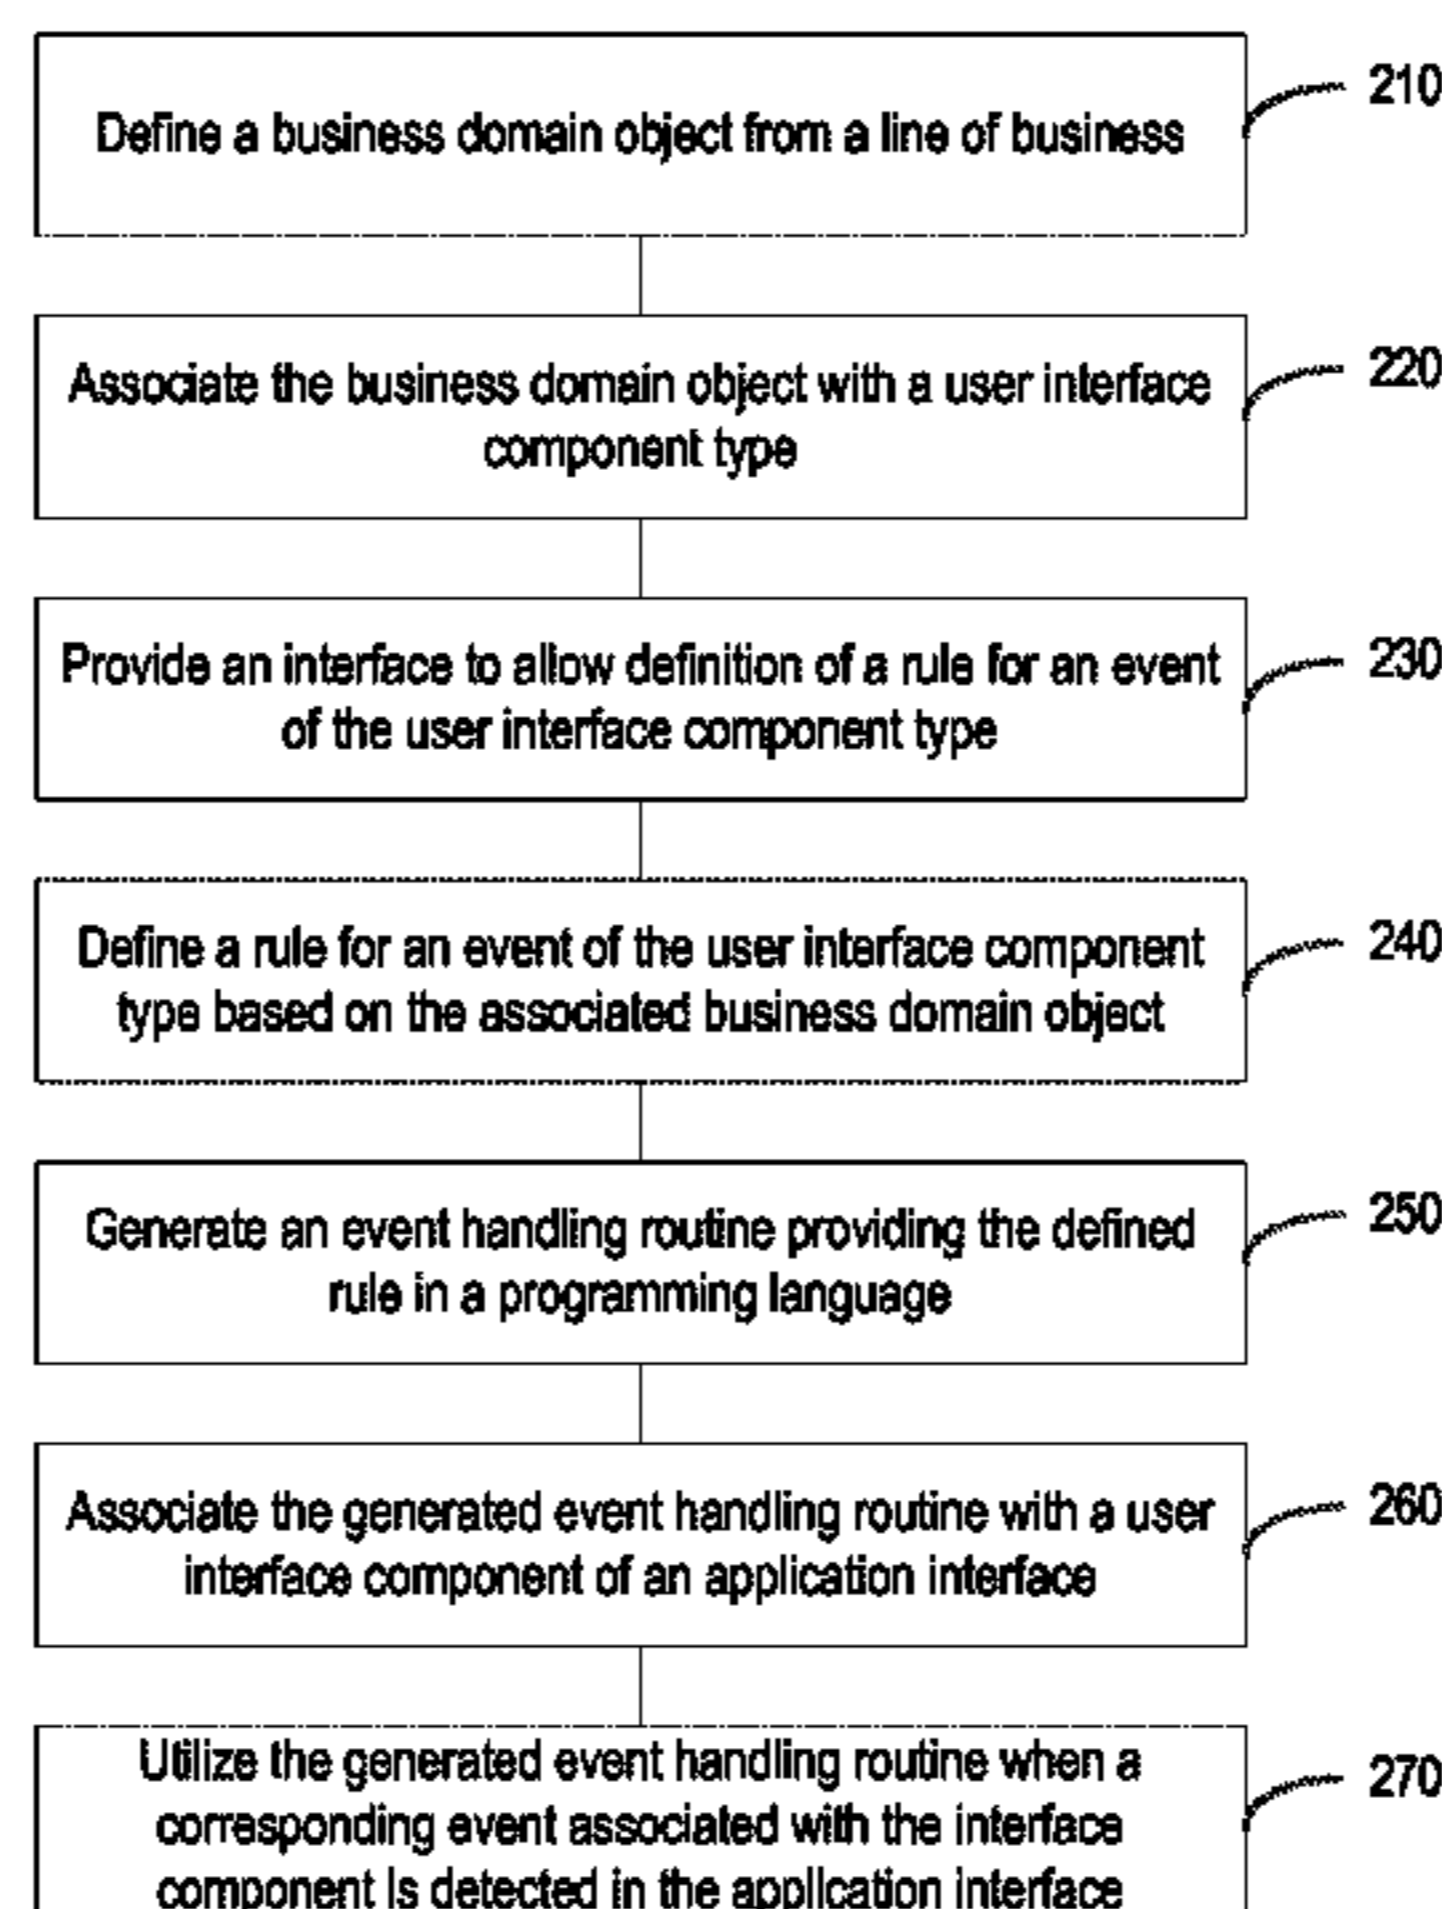 210
Define a business domain object from a line of business
220
Associate the business domain object with a user interface
component type
230
Provide an interface to allow definition of a rule for an event
of the user interface component type
240
Define a rule for an event of the user interface component
type based on the associated business domain object
250
Generate an event handling routine providing the defined
rule in a programming language
260
Associate the generated event handling routine with a user
interface component of an application interface
270
Utilize the generated event handling routine when a
corresponding event associated with the interface
component is detected in the application interface